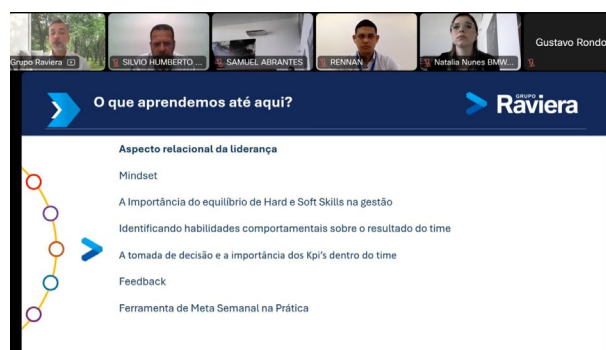 Gustavo Rondo
Grupo Raviera
SILVIO HUMBERTO ...
SAMUEL ABRANTES
RENNAN
Natalia Nunes BMW...
O que aprendemos até aqui?
GRUPO
Raviera
Aspecto relacional da liderança
Mindset
A Importância do equilíbrio de Hard e Soft Skills na gestão
Identificando habilidades comportamentais sobre o resultado do time
A tomada de decisão e a importância dos Kpi's dentro do time
Feedback
Ferramenta de Meta Semanal na Prática